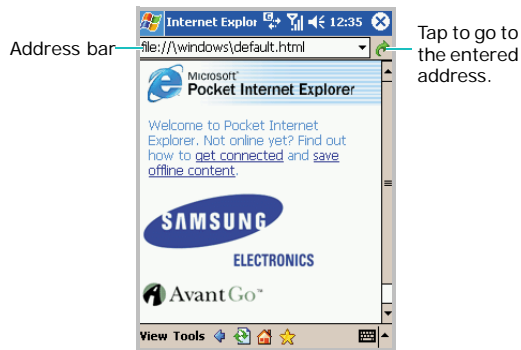 Internet Explor 12:35
Address bar
file://\windows\default.html
Tap to go to
the entered
address.
Microsoft
Pocket Internet Explorer
Welcome to Pocket Internet
Explorer. Not online yet? Find out
how to get connected and save
offline content.
SAMSUNG
ELECTRONICS
AvantGo™
View Tools